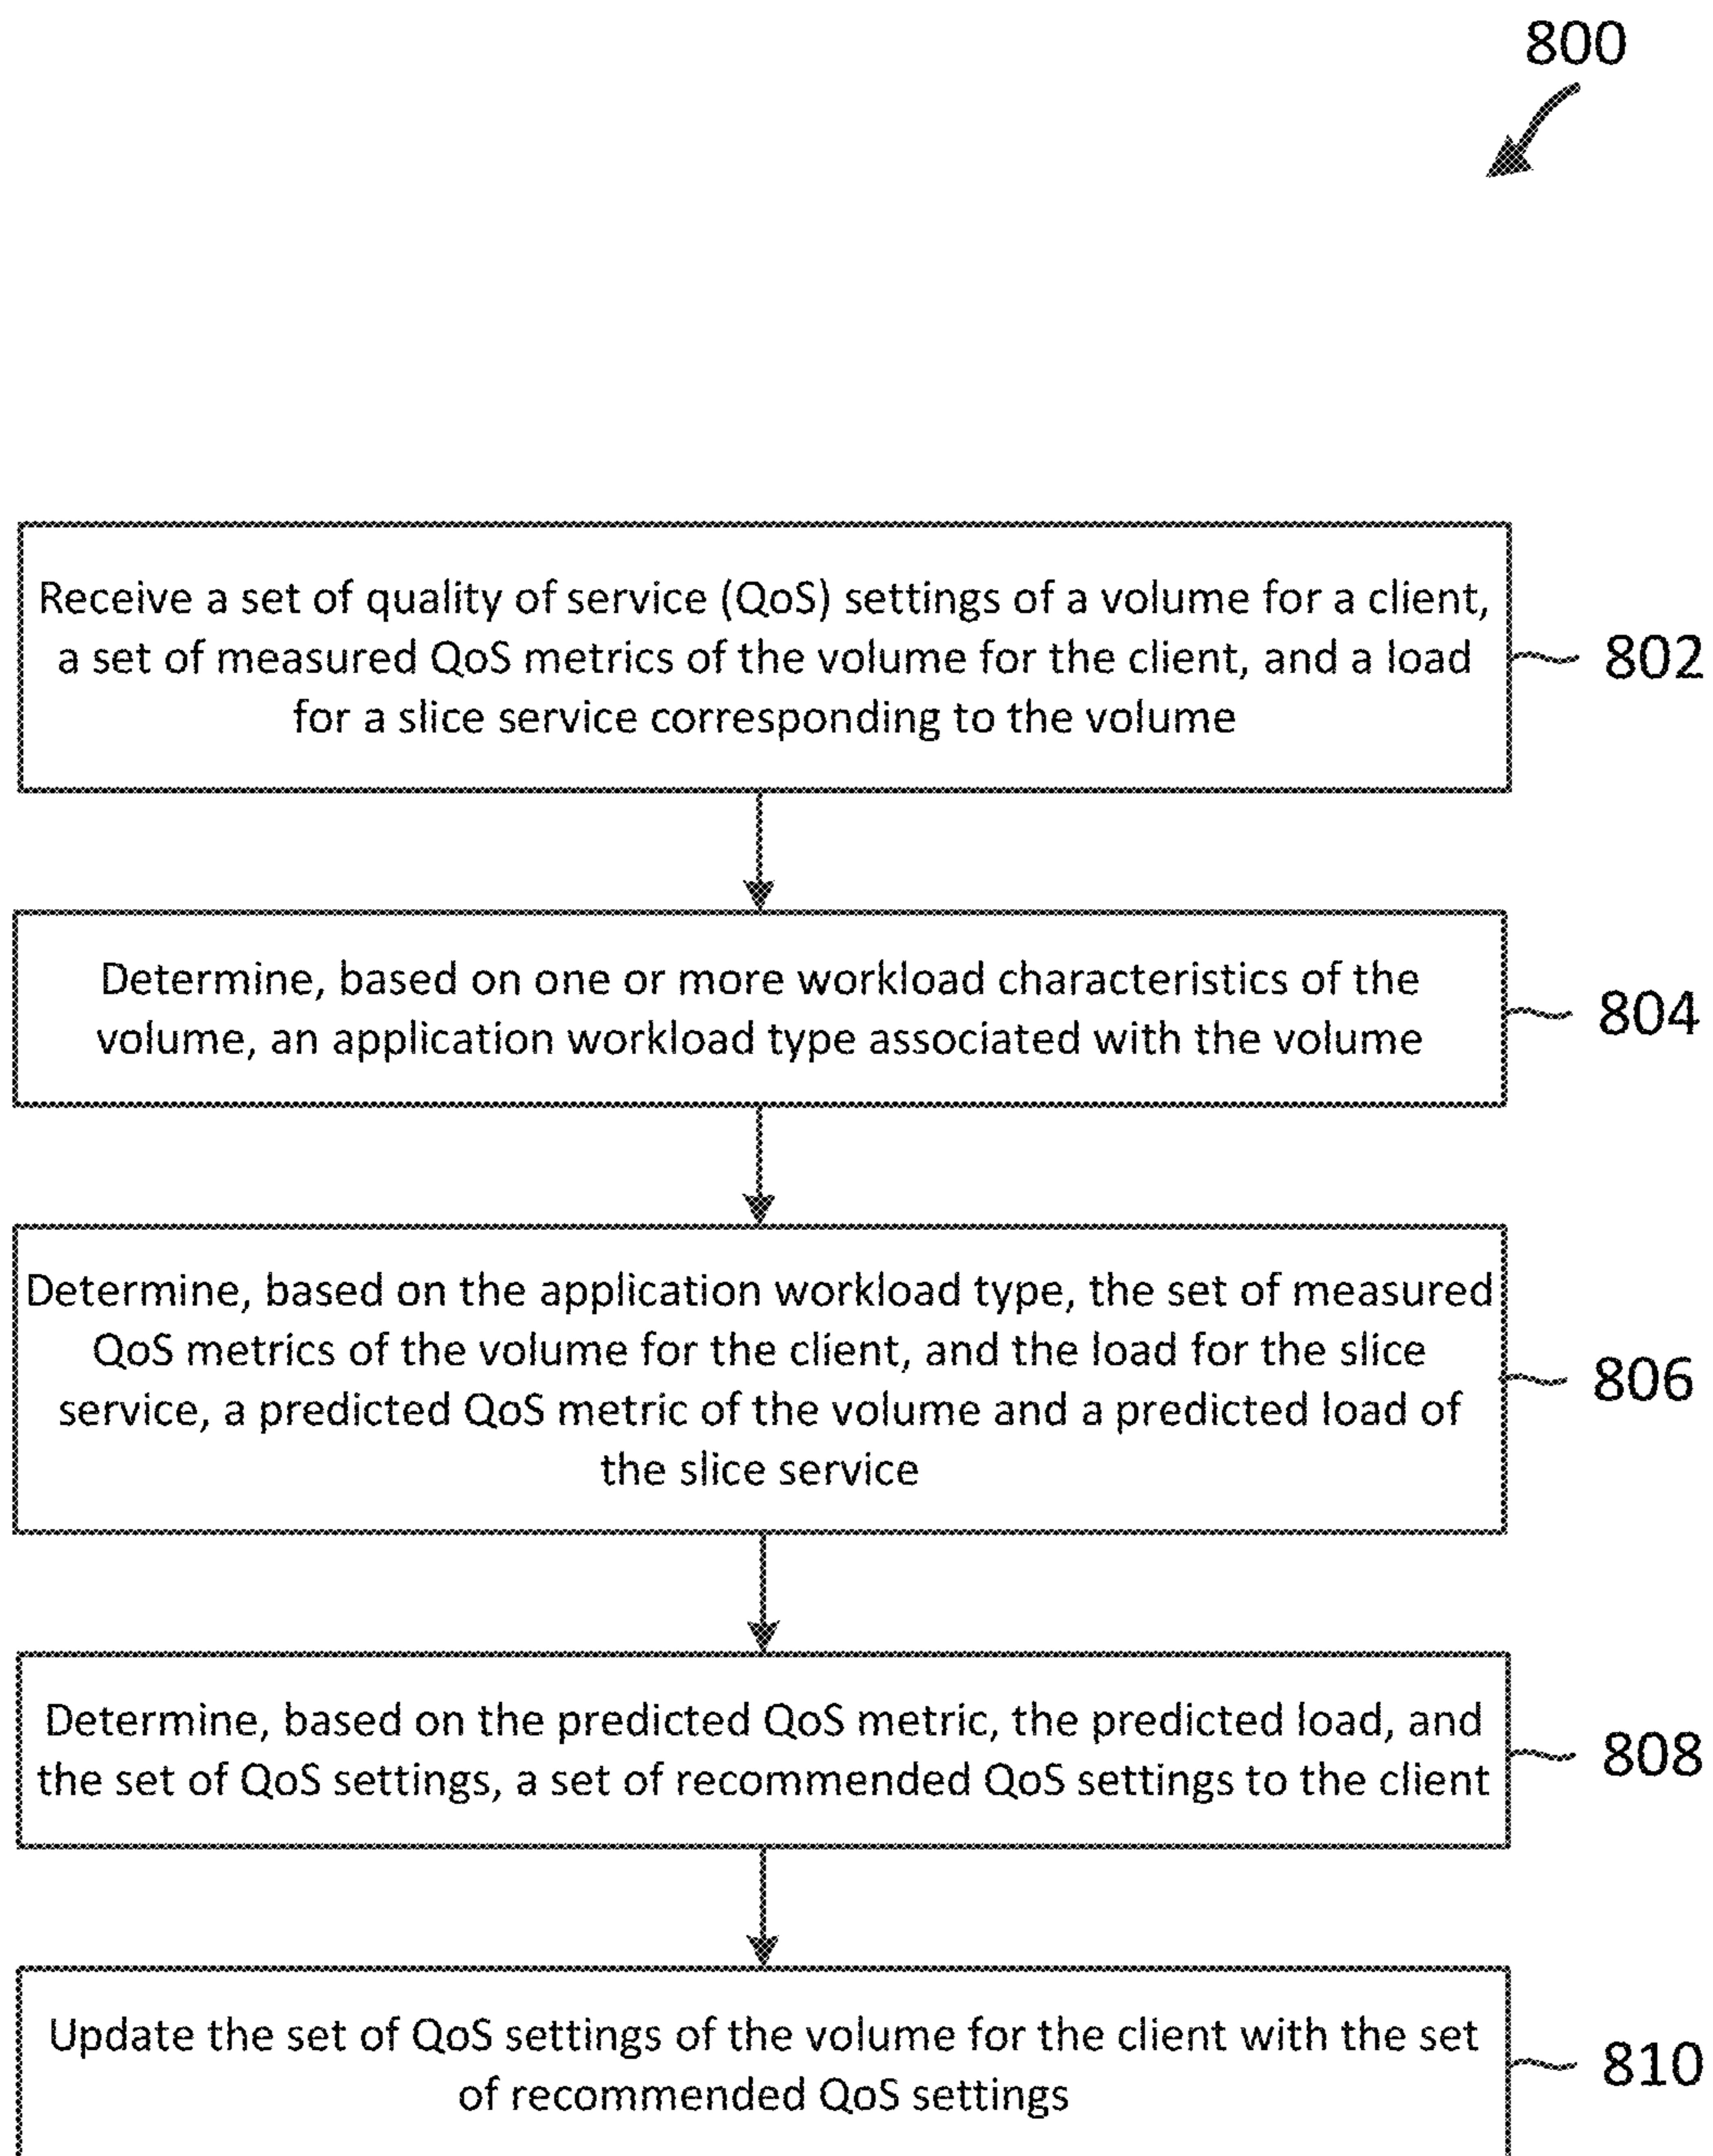 800
Receive a set of quality of service (QoS) settings of a volume for a client,
a set of measured QoS metrics of the volume for the client, and a load
for a slice service corresponding to the volume
802
Determine, based on one or more workload characteristics of the
volume, an application workload type associated with the volume
804
Determine, based on the application workload type, the set of measured
QoS metrics of the volume for the client, and the load for the slice
service, a predicted QoS metric of the volume and a predicted load of
the slice service
806
Determine, based on the predicted QoS metric, the predicted load, and
the set of QoS settings, a set of recommended QoS settings to the client
808
Update the set of QoS settings of the volume for the client with the set
of recommended QoS settings
810